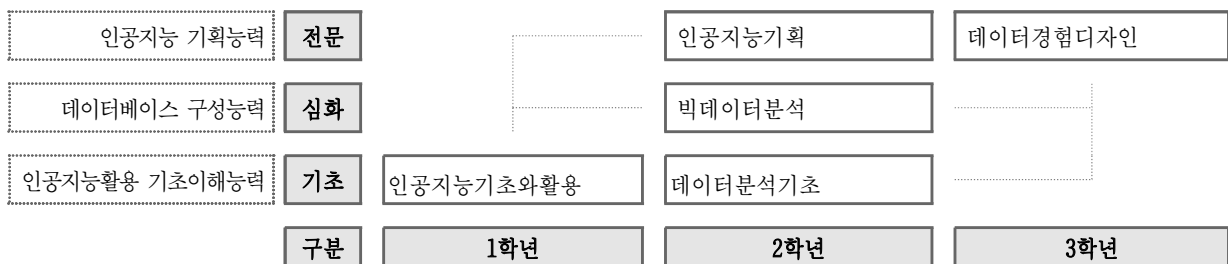 인공지능 기획능력 전문 인공지능기획 데이터경험디자인
데이터베이스 구성능력 심화 빅데이터분석
인공지능활용 기초이해능력 기초 인공지능기초와활용 데이터분석기초
구분 1학년 2학년 3학년